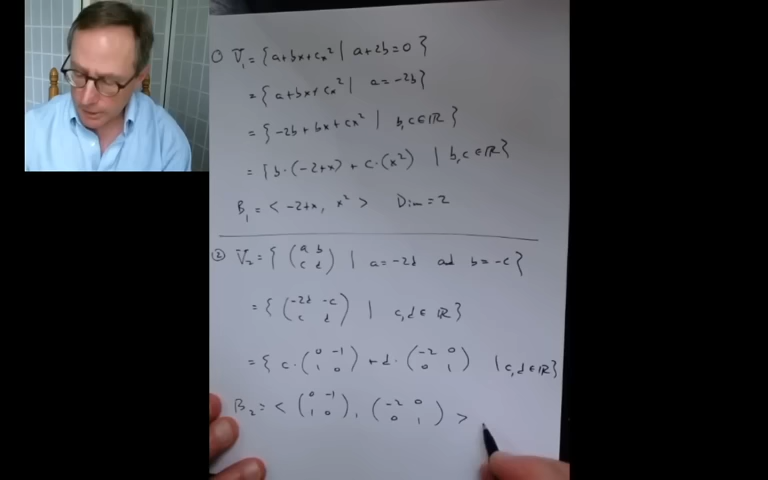 ① V₁ = { a+bx+cx² | a+2b=0 }
= { a+bx+cx² | a=-2b }
= { -2b+bx+cx² | b,c∈ℝ }
= { b·(-2+x) + c·(x²) | b,c∈ℝ }
B₁ = < -2+x, x² > Dim=2
② V₂ = { (a b; c d) | a=-2d and b=-c }
= { (-2d -c; c d) | c,d∈ℝ }
= { c·(0 -1; 1 0) + d·(-2 0; 0 1) | c,d∈ℝ }
B₂ = < (0 -1; 1 0), (-2 0; 0 1) >